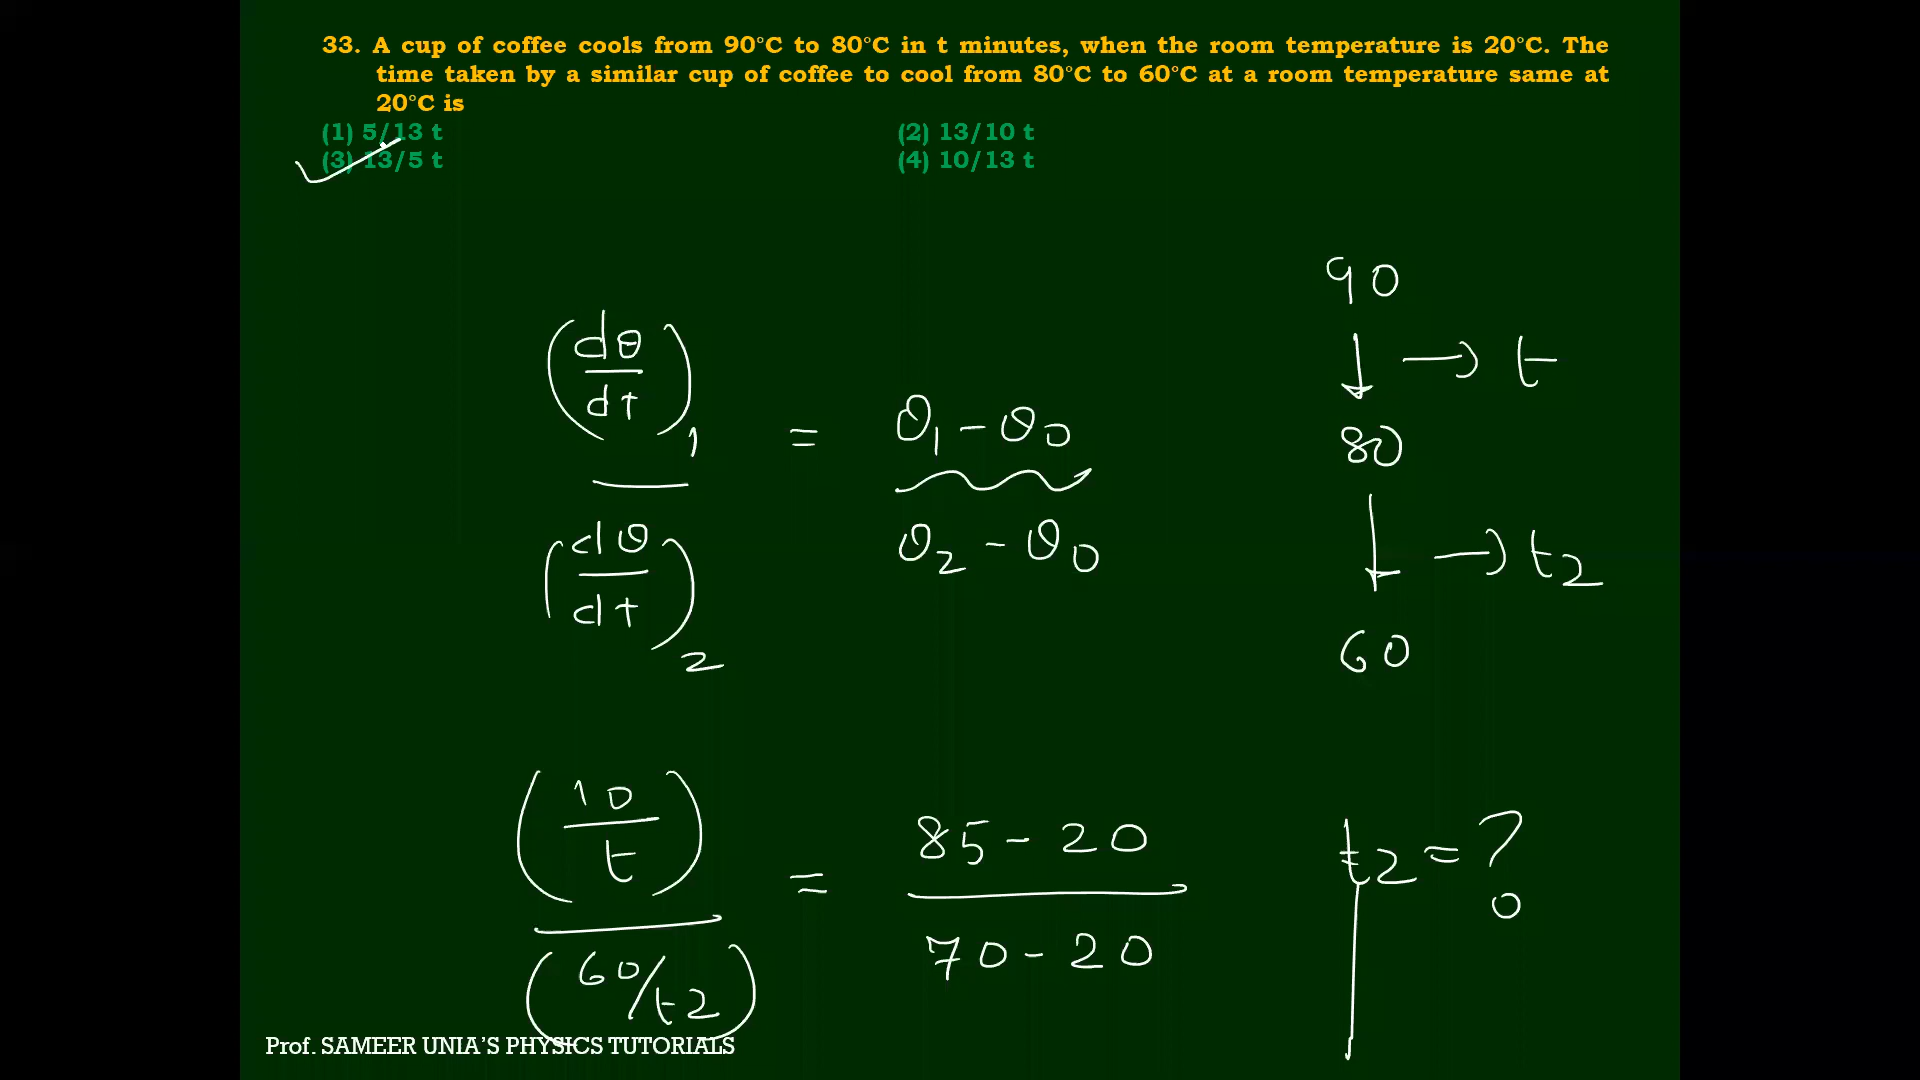 33. A cup of coffee cools from 90°C to 80°C in t minutes, when the room temperature is 20°C. The
time taken by a similar cup of coffee to cool from 80°C to 60°C at a room temperature same at
20°C is
(1) 5/13 t (2) 13/10 t
(3) 13/5 t (4) 10/13 t
(dθ/dt)₁ / (dθ/dt)₂ = θ₁ - θ₀ / θ₂ - θ₀
90
↓ → t
80
↓ → t₂
60
(10/t) / (60/t₂) = 85 - 20 / 70 - 20
t₂ = ?
Prof. SAMEER UNIA'S PHYSICS TUTORIALS